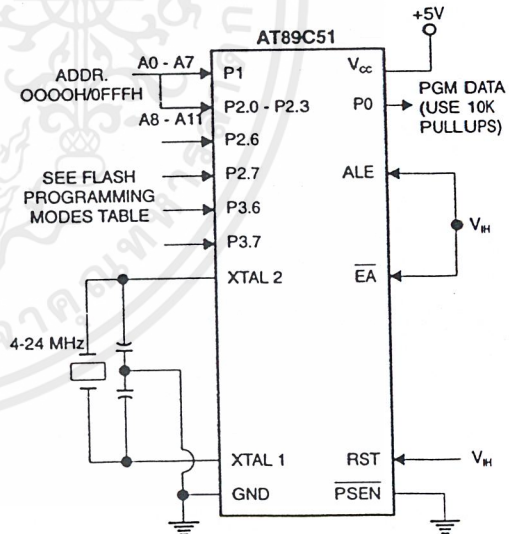 +5V
AT89C51
A0 - A7
ADDR.
OOOOH/0FFFH
P1
VCC
P2.0 - P2.3
P0
PGM DATA
(USE 10K
PULLUPS)
A8 - A11
P2.6
SEE FLASH
PROGRAMMING
MODES TABLE
P2.7
ALE
P3.6
VIH
P3.7
XTAL 2
EA
4-24 MHz
XTAL 1
RST
VIH
GND
PSEN